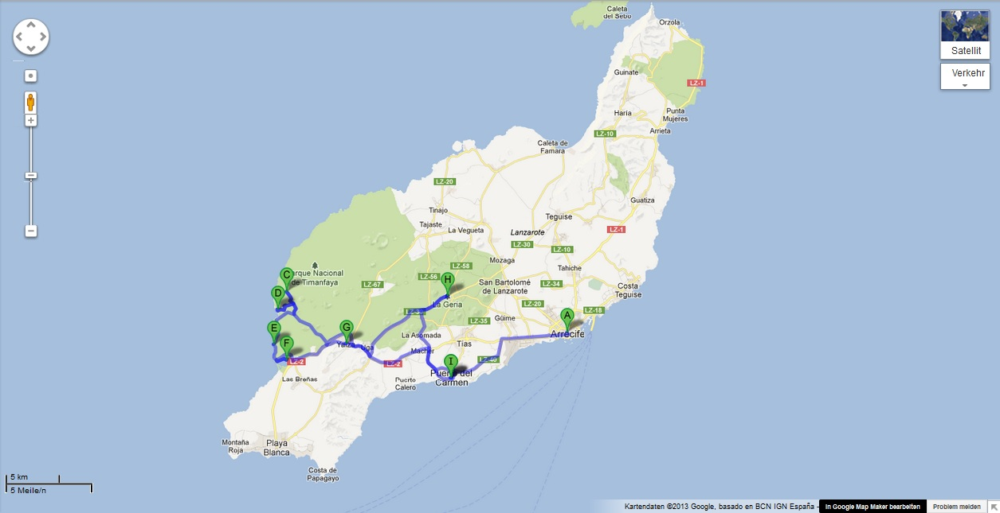 Caleta
del Sebo
Orzola
Satellit
Verkehr
Guinate
LZ-1
Haría
Punta
Mujeres
Arrieta
LZ-10
Caleta de
Famara
LZ-20
Guatiza
Tinajo
Teguise
Tajaste
La Vegueta
Lanzarote
LZ-1
LZ-30
LZ-10
Mozaga
LZ-58
Tahiche
C
arque Nacional
de Timanfaya
LZ-67
LZ-56
H
San Bartolomé
de Lanzarote
LZ-34
Costa
Teguise
D
La Geria
LZ-20
LZ-18
A
LZ-35
Güime
Arrecife
E
G
F
Yaiza
Uga
La Asomada
Tías
Mácher
LZ-2
LZ-2
LZ-40
I
Puerto del
Carmen
Las Breñas
Puerto
Calero
Montaña
Roja
Playa
Blanca
Costa de
Papagayo
5 km
5 Meile/n
Kartendaten ©2013 Google, basado en BCN IGN España -
In Google Map Maker bearbeiten
Problem melden